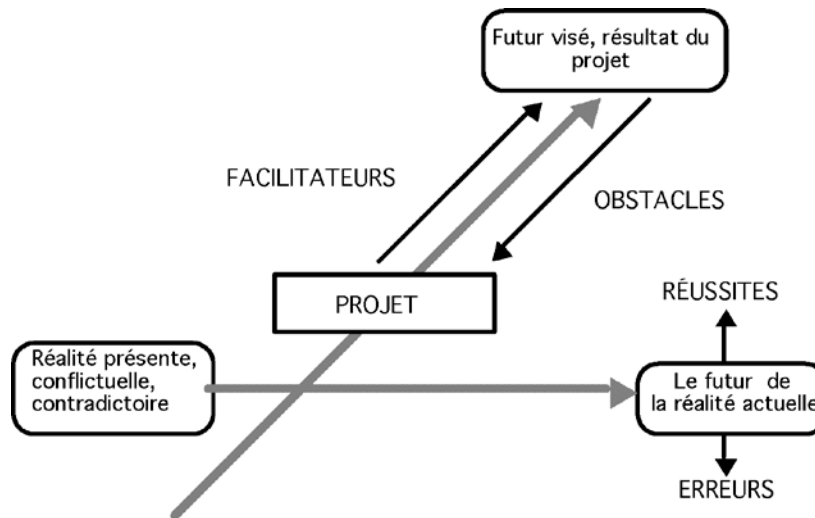 Futur visé, résultat du
projet
FACILITATEURS
OBSTACLES
PROJET
RÉUSSITES
Réalité présente,
conflictuelle,
contradictoire
Le futur de
la réalité actuelle
ERREURS